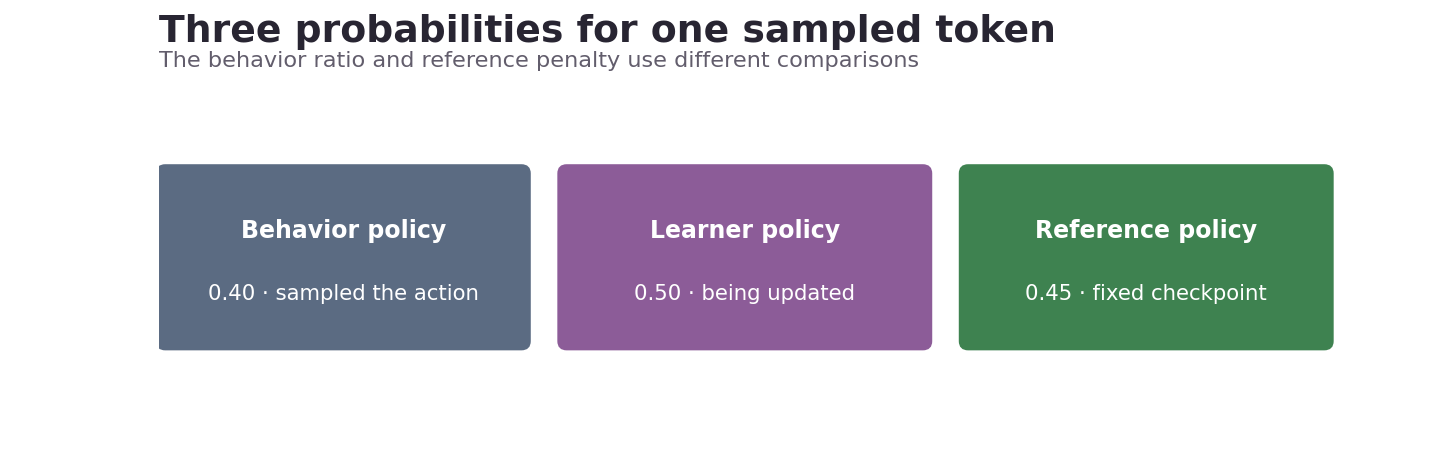 Three probabilities for one sampled token
The behavior ratio and reference penalty use different comparisons
Behavior policy
0.40 · sampled the action
Learner policy
0.50 · being updated
Reference policy
0.45 · fixed checkpoint